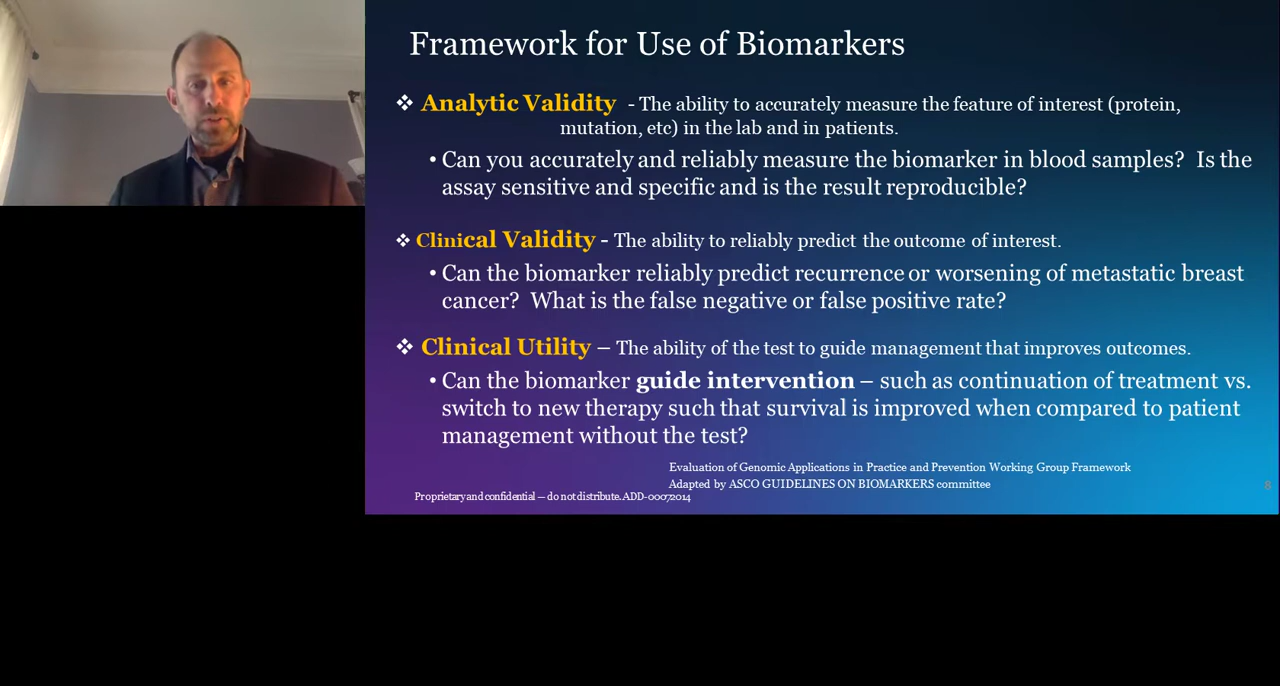 Framework for Use of Biomarkers
❖ Analytic Validity - The ability to accurately measure the feature of interest (protein,
mutation, etc) in the lab and in patients.
• Can you accurately and reliably measure the biomarker in blood samples? Is the
assay sensitive and specific and is the result reproducible?
❖ Clinical Validity - The ability to reliably predict the outcome of interest.
• Can the biomarker reliably predict recurrence or worsening of metastatic breast
cancer? What is the false negative or false positive rate?
❖ Clinical Utility – The ability of the test to guide management that improves outcomes.
• Can the biomarker guide intervention – such as continuation of treatment vs.
switch to new therapy such that survival is improved when compared to patient
management without the test?
Evaluation of Genomic Applications in Practice and Prevention Working Group Framework
Adapted by ASCO GUIDELINES ON BIOMARKERS committee
Proprietary and confidential — do not distribute. ADD-00072014
8